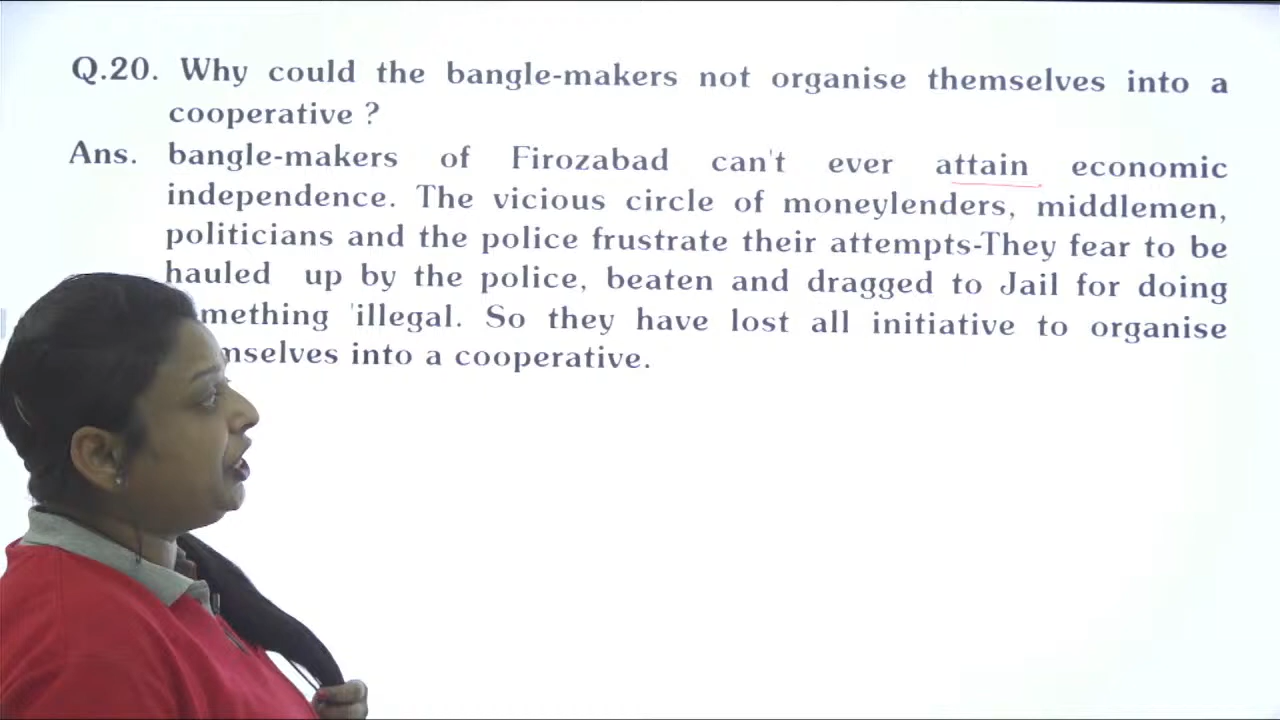 Q.20. Why could the bangle-makers not organise themselves into a
cooperative ?
Ans. bangle-makers of Firozabad can't ever attain economic
independence. The vicious circle of moneylenders, middlemen,
politicians and the police frustrate their attempts-They fear to be
hauled up by the police, beaten and dragged to Jail for doing
mething 'illegal. So they have lost all initiative to organise
mselves into a cooperative.